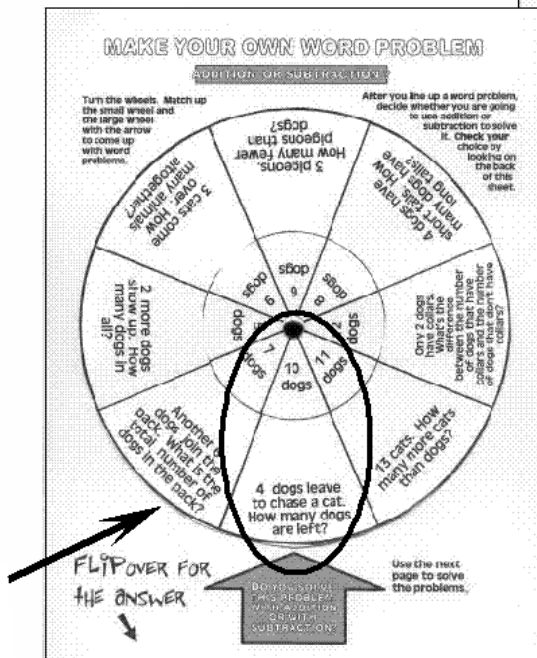 MAKE YOUR OWN WORD PROBLEM
ADDITION OR SUBTRACTION?
Turn the wheels. Match up
the small wheel and
the large wheel
with the arrow
to come up
with word
problems.
After you line up a word problem,
decide whether you are going
to use addition or
subtraction to solve
it. Check your
choice by
looking on
the back
of this
sheet.
3 pigeons.
How many fewer
pigeons than
dogs?
4 dogs have
short tails. How
many dogs have
long tails?
Only 2 dogs
have collars.
What's the
difference
between the number
of dogs that have
collars and the number
of dogs that don't have
collars?
13 cats. How
many more cats
than dogs?
4 dogs leave
to chase a cat.
How many dogs
are left?
Another 6
dogs join the
pack. What is the
total number of
dogs in the pack?
2 more dogs
show up. How
many dogs in
all?
3 cats come
over. How
many animals
altogether?
dogs
dogs
8
dogs
dogs
11
dogs
10
dogs
7
dogs
dogs
FLIP OVER FOR
THE ANSWER
DO YOU SOLVE
THIS PROBLEM
WITH ADDITION
OR WITH
SUBTRACTION?
Use the next
page to solve
the problems.